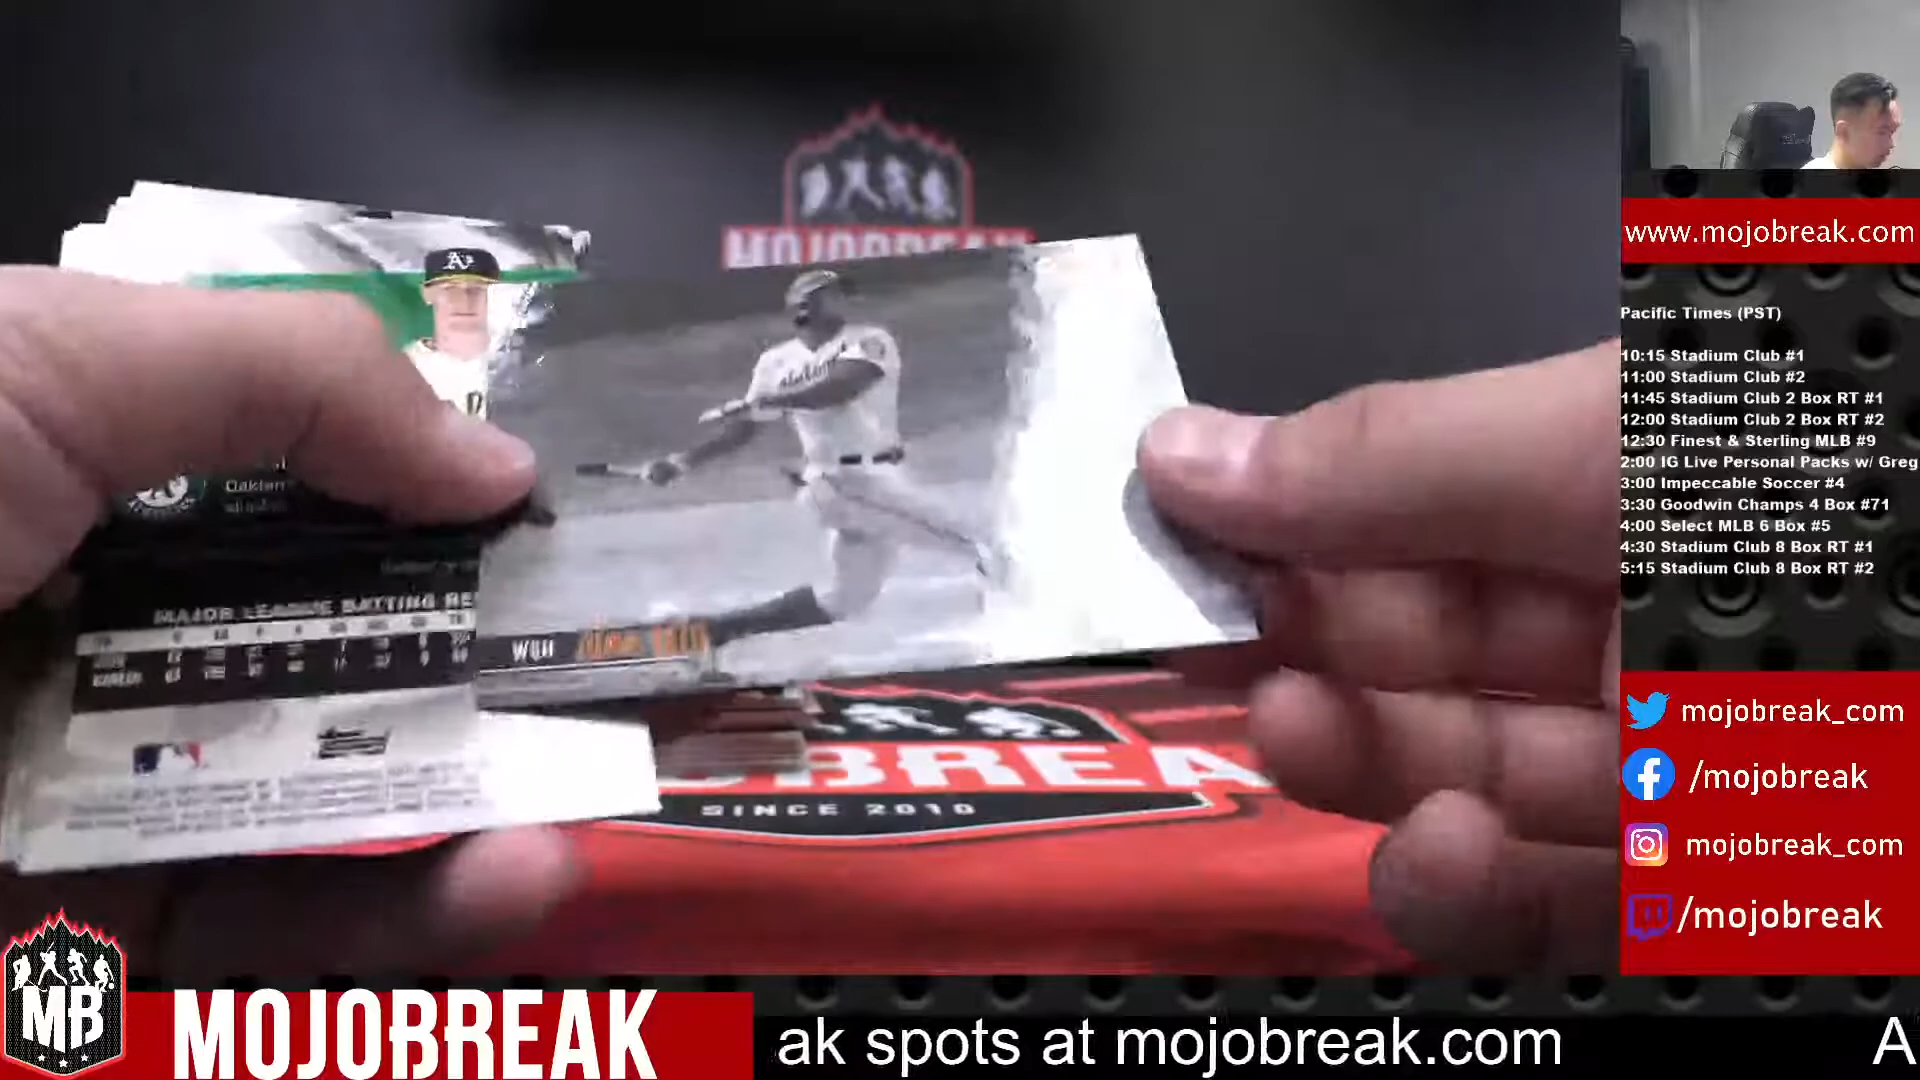 MOJOBREAK
A's
MAJOR LEAGUE BATTING RE
SINCE 2010
www.mojobreak.com
Pacific Times (PST)
10:15 Stadium Club #1
11:00 Stadium Club #2
11:45 Stadium Club 2 Box RT #1
12:00 Stadium Club 2 Box RT #2
12:30 Finest & Sterling MLB #9
2:00 IG Live Personal Packs w/ Greg
3:00 Impeccable Soccer #4
3:30 Goodwin Champs 4 Box #71
4:00 Select MLB 6 Box #5
4:30 Stadium Club 8 Box RT #1
5:15 Stadium Club 8 Box RT #2
mojobreak_com
/mojobreak
mojobreak_com
/mojobreak
MB
MOJOBREAK
ak spots at mojobreak.com
A